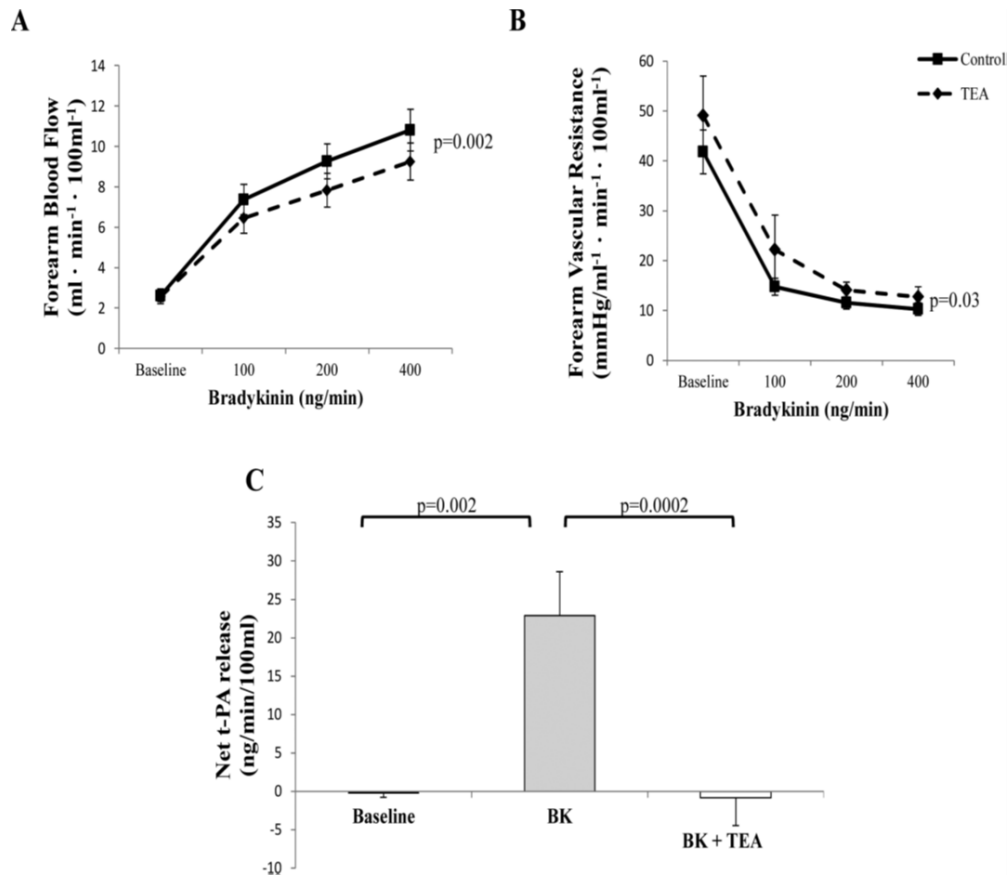 A
Forearm Blood Flow
(ml · min⁻¹ · 100ml⁻¹)
14
12
10
8
6
4
2
0
p=0.002
Baseline
100
200
400
Bradykinin (ng/min)
B
Control
TEA
Forearm Vascular Resistance
(mmHg/ml⁻¹ · min⁻¹ · 100ml⁻¹)
60
50
40
30
20
10
0
p=0.03
Baseline
100
200
400
Bradykinin (ng/min)
C
p=0.002
p=0.0002
Net t-PA release
(ng/min/100ml)
35
30
25
20
15
10
5
0
-5
-10
Baseline
BK
BK + TEA